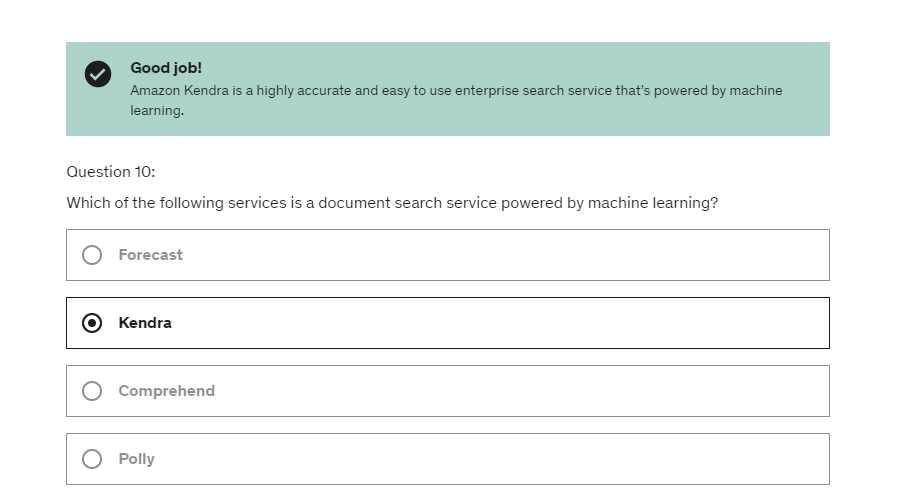 Good job!
Amazon Kendra is a highly accurate and easy to use enterprise search service that's powered by machine
learning.
Question 10:
Which of the following services is a document search service powered by machine learning?
Forecast
Kendra
Comprehend
Polly